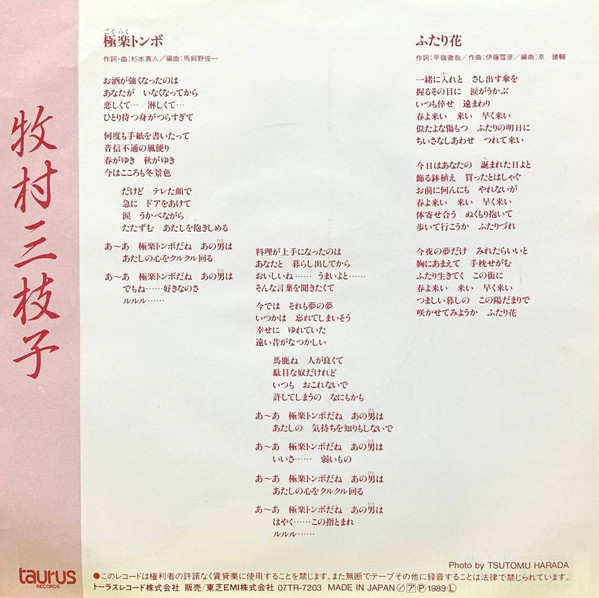 牧村三枝子
ごくらく
極楽トンボ
作詞・曲:杉本真人/編曲:馬飼野俊一
お酒が強くなったのは
あなたが いなくなってから
恋しくて… 淋しくて…
ひとり待つ身がつらすぎて
何度も手紙を書いたって
音信不通の風便り
春がゆき 秋がゆき
今はこころも冬景色
だけど テレた顔で
急に ドアをあけて
涙 うかべながら
たたずむ あたしを抱きしめる
あ〜あ 極楽トンボだね あの男は
あたしの心をクルクル回る
あ〜あ 極楽トンボだね あの男は
でもね……好きなのさ
ルルル……
料理が上手になったのは
あなたと 暮らし出してから
おいしいね…… うまいよと……
そんな言葉を聞きたくて
今では それも夢の夢
いつかは 忘れてしまいそう
幸せに ゆれていた
遠い昔がなつかしい
馬鹿ね 人が良くて
駄目な奴だけれど
いつも おこれないで
許してしまうの なにもかも
あ〜あ 極楽トンボだね あの男は
あたしの 気持ちを知りもしないで
あ〜あ 極楽トンボだね あの男は
いいさ…… 弱いもの
あ〜あ 極楽トンボだね あの男は
あたしの心をクルクル回る
あ〜あ 極楽トンボだね あの男は
はやく……この指とまれ
ルルル……
ふたり花
作詞:早嶺徹哉/作曲:伊藤雪彦/編曲:京 建輔
一緒に入れと さし出す傘を
握るその目に 涙がうかぶ
いつも倖せ 遠まわり
春よ来い 来い 早く来い
似たよな傷もつ ふたりの明日に
ちいさなしあわせ つれて来い
今日はあなたの 誕まれた日よと
飾る鉢植え 買ったとはしゃぐ
お前に何んにも やれないが
春よ来い 来い 早く来い
体寄せ合う ぬくもり抱いて
歩いて行こうか ふたりづれ
今夜の夢だけ みれたらいいと
胸にあまえて 手枕せがむ
ふたり生きてく この街に
春よ来い 来い 早く来い
つましい暮しの この陽だまりで
咲かせてみようか ふたり花
Photo by TSUTOMU HARADA
taurus
RECORDS
●このレコードは権利者の許諾なく賃貸業に使用することを禁じます。また無断でテープその他に録音することは法律で禁じられています。
トーラスレコード株式会社 販売/東芝EMI株式会社 07TR-7203 MADE IN JAPAN ⓅⒶⓅ1989Ⓛ